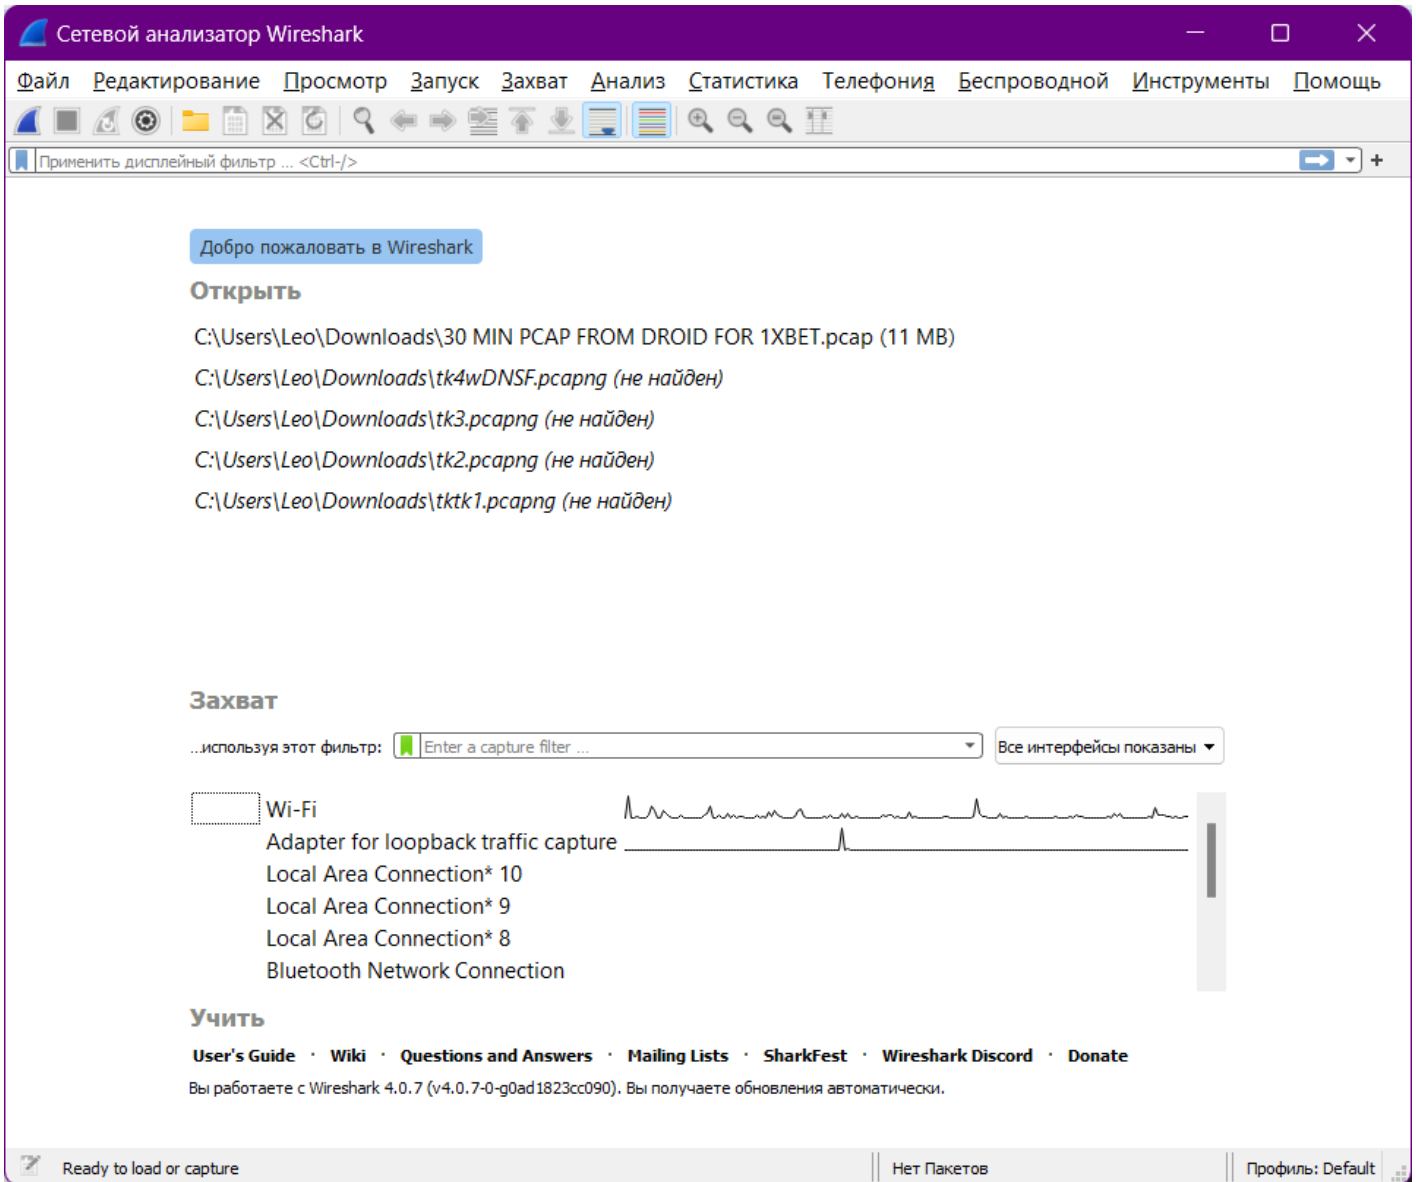 Сетевой анализатор Wireshark
Файл Редактирование Просмотр Запуск Захват Анализ Статистика Телефония Беспроводной Инструменты Помощь
Применить дисплейный фильтр ... <Ctrl-/>
Добро пожаловать в Wireshark
Открыть
C:\Users\Leo\Downloads\30 MIN PCAP FROM DROID FOR 1XBET.pcap (11 MB)
C:\Users\Leo\Downloads\tk4wDNSF.pcapng (не найден)
C:\Users\Leo\Downloads\tk3.pcapng (не найден)
C:\Users\Leo\Downloads\tk2.pcapng (не найден)
C:\Users\Leo\Downloads\tktk1.pcapng (не найден)
Захват
...используя этот фильтр: Enter a capture filter ... Все интерфейсы показаны
Wi-Fi
Adapter for loopback traffic capture
Local Area Connection* 10
Local Area Connection* 9
Local Area Connection* 8
Bluetooth Network Connection
Учить
User's Guide · Wiki · Questions and Answers · Mailing Lists · SharkFest · Wireshark Discord · Donate
Вы работаете с Wireshark 4.0.7 (v4.0.7-0-g0ad1823cc090). Вы получаете обновления автоматически.
Ready to load or capture Нет Пакетов Профиль: Default